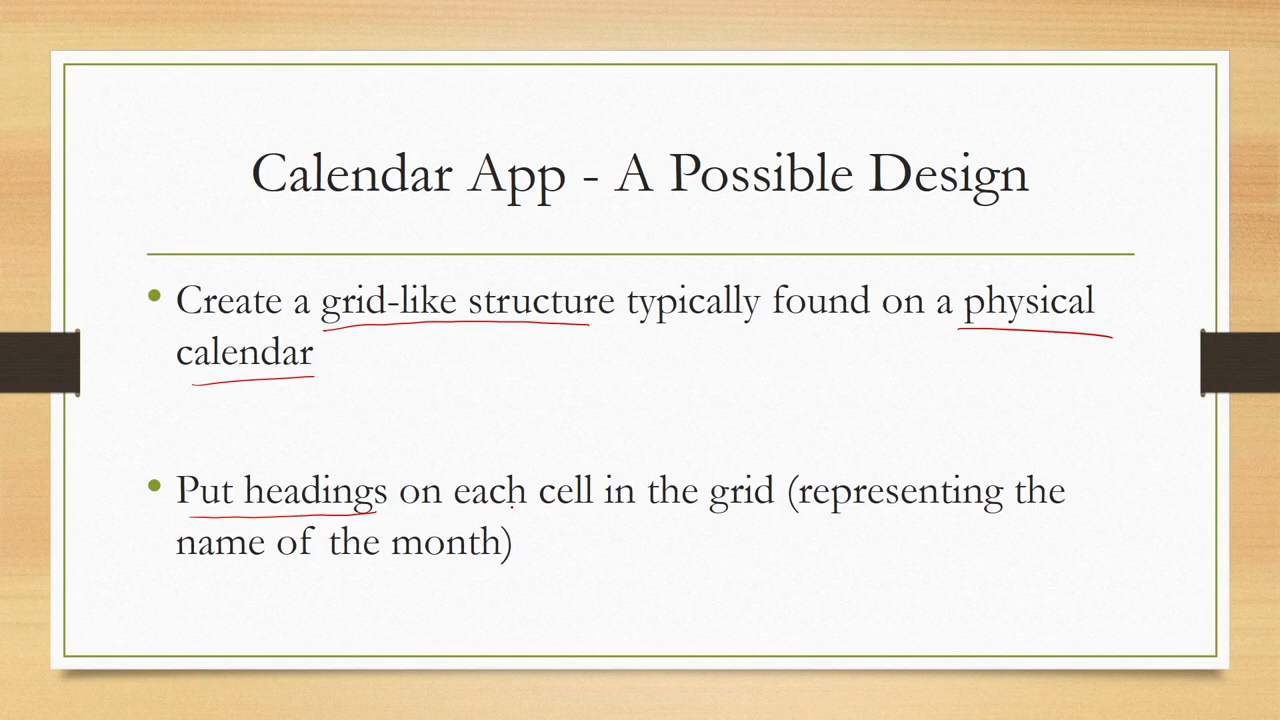 Calendar App - A Possible Design
• Create a grid-like structure typically found on a physical
calendar
• Put headings on each cell in the grid (representing the
name of the month)